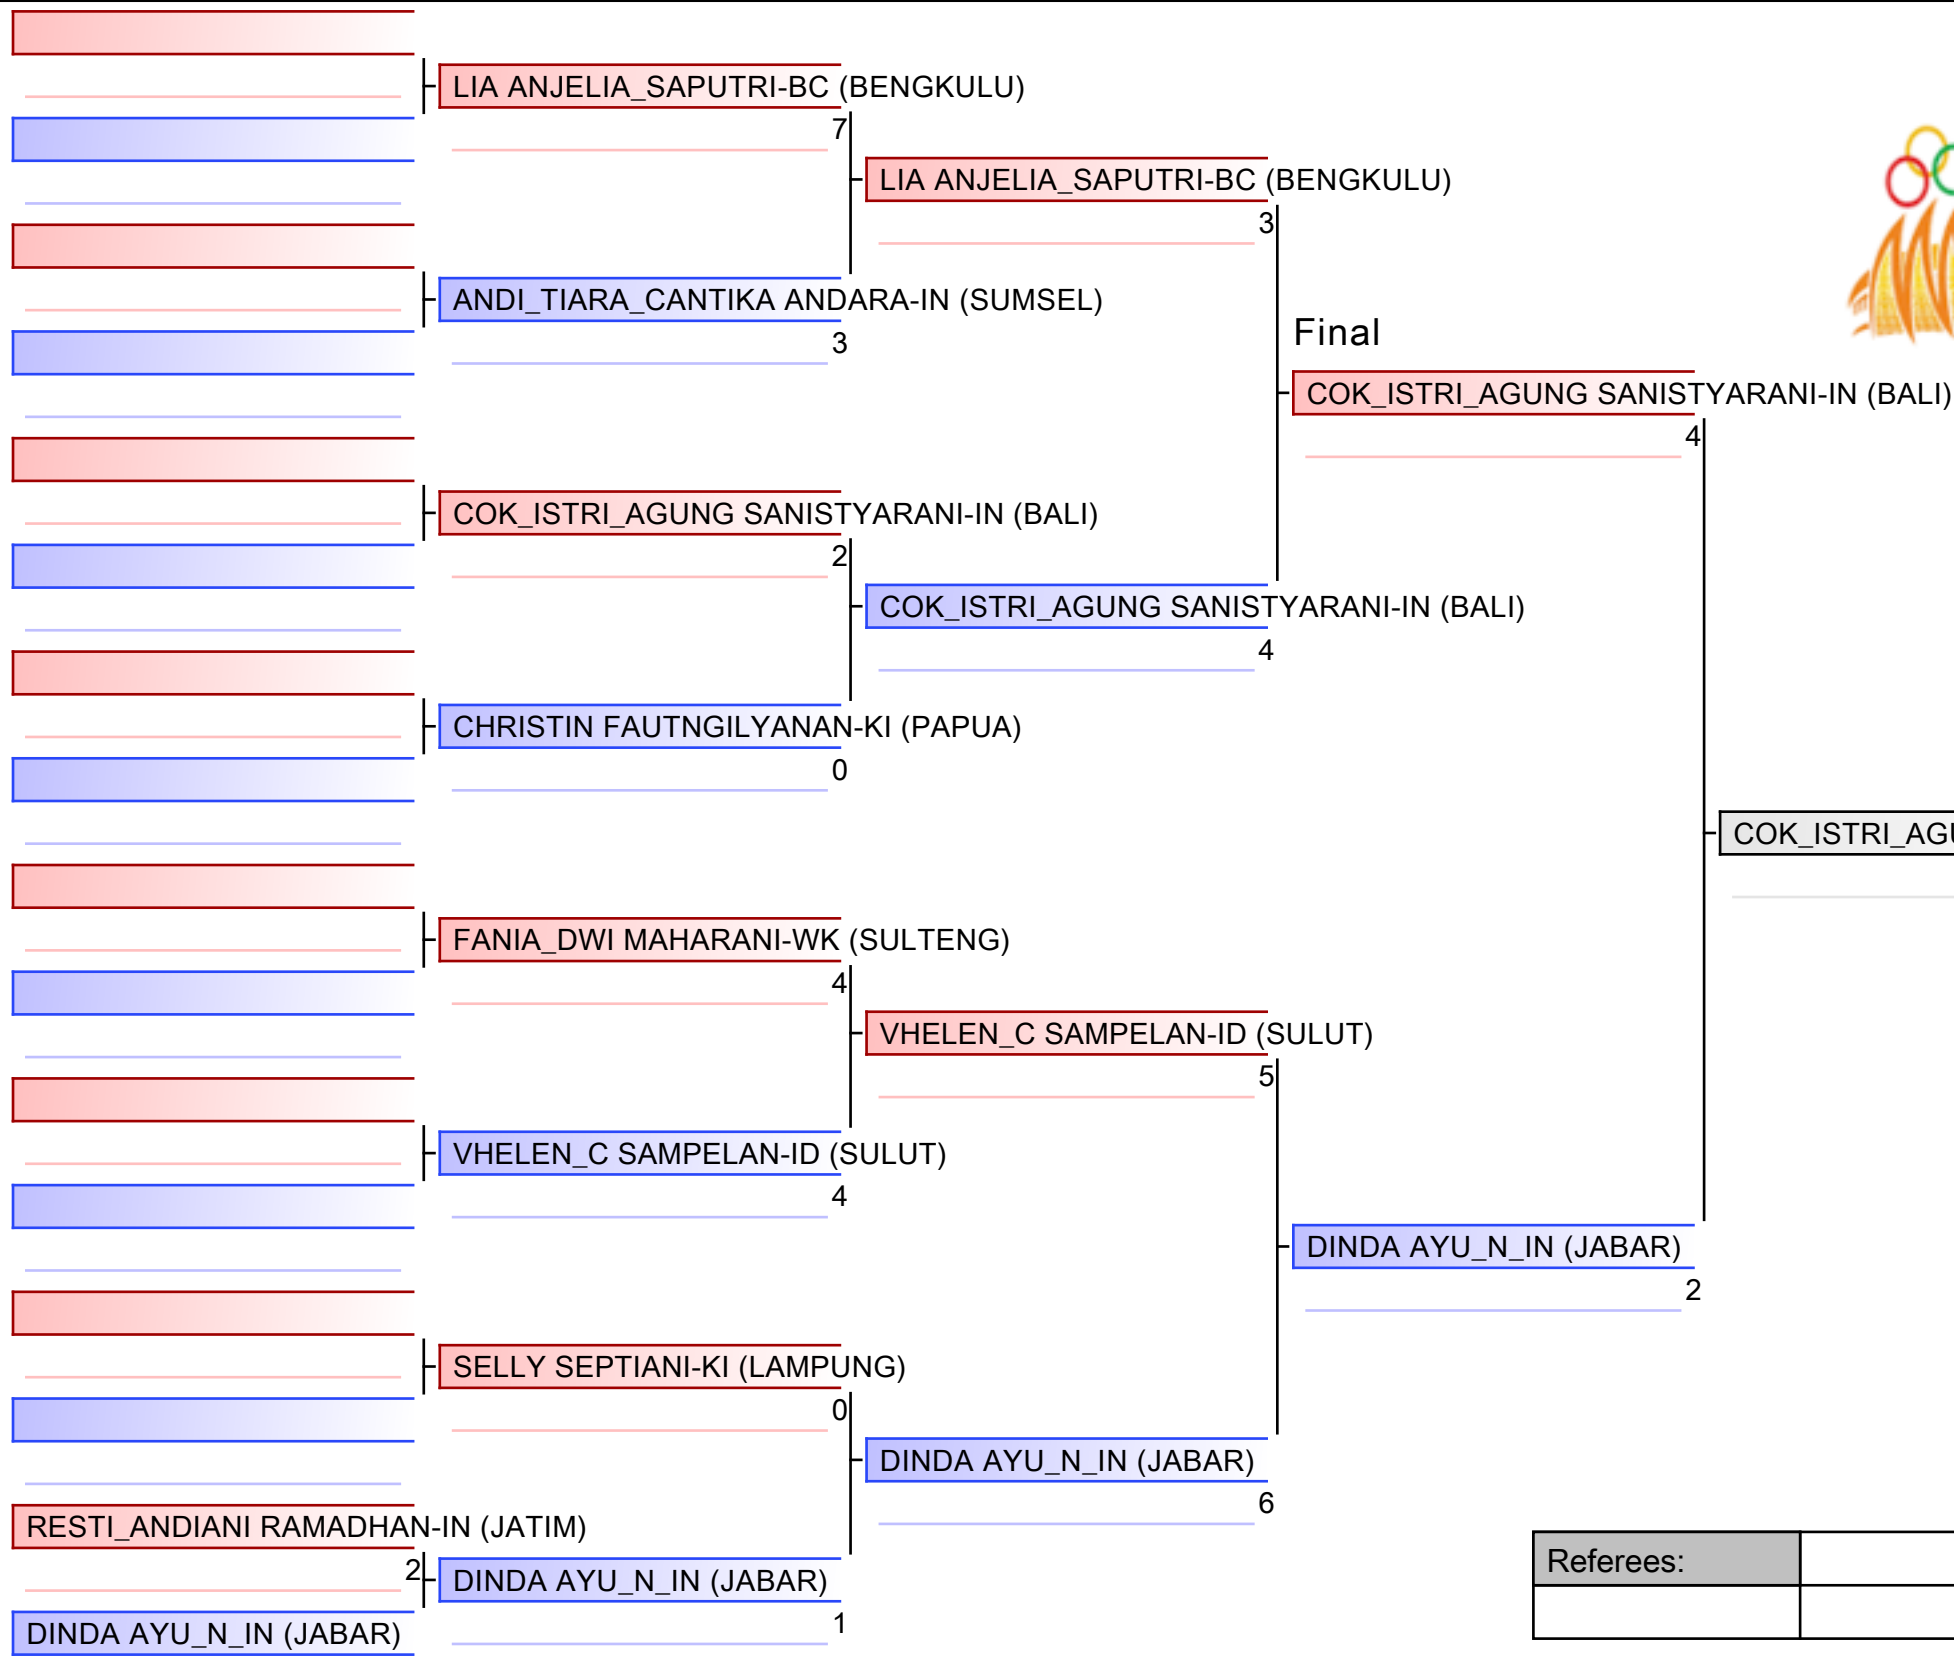 LIA ANJELIA_SAPUTRI-BC (BENGKULU)
7
LIA ANJELIA_SAPUTRI-BC (BENGKULU)
3
ANDI_TIARA_CANTIKA ANDARA-IN (SUMSEL)
3
Final
COK_ISTRI_AGUNG SANISTYARANI-IN (BALI)
4
COK_ISTRI_AGUNG SANISTYARANI-IN (BALI)
2
COK_ISTRI_AGUNG SANISTYARANI-IN (BALI)
4
CHRISTIN FAUTNGILYANAN-KI (PAPUA)
0
COK_ISTRI_AGU
FANIA_DWI MAHARANI-WK (SULTENG)
4
VHELEN_C SAMPELAN-ID (SULUT)
5
VHELEN_C SAMPELAN-ID (SULUT)
4
DINDA AYU_N_IN (JABAR)
2
SELLY SEPTIANI-KI (LAMPUNG)
0
DINDA AYU_N_IN (JABAR)
6
RESTI_ANDIANI RAMADHAN-IN (JATIM)
2
DINDA AYU_N_IN (JABAR)
1
DINDA AYU_N_IN (JABAR)
Referees: